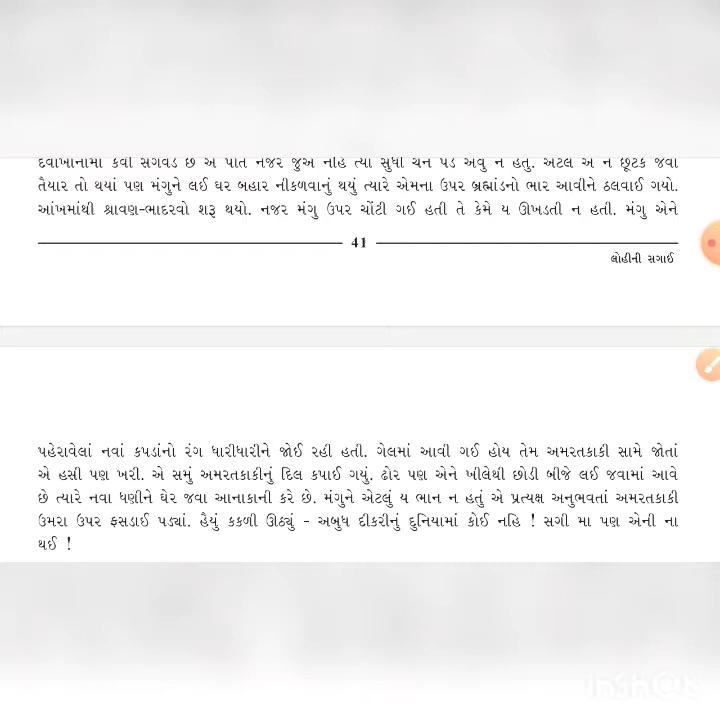 દવાખાનામાં કેવી સગવડ છે એ પોતે નજરે જુએ નહિ ત્યાં સુધી ચેન પડે એવું ન હતું. એટલે એ ન છૂટકે જવા
તૈયાર તો થયાં પણ મંગુને લઈ ઘર બહાર નીકળવાનું થયું ત્યારે એમના ઉપર બ્રહ્માંડનો ભાર આવીને ઠલવાઈ ગયો.
આંખમાંથી શ્રાવણ-ભાદરવો શરૂ થયો. નજર મંગુ ઉપર ચોંટી ગઈ હતી તે કેમે ય ઊખડતી ન હતી. મંગુ એને
41
લોહીની સગાઈ
પહેરાવેલાં નવાં કપડાંનો રંગ ધારીધારીને જોઈ રહી હતી. ગેલમાં આવી ગઈ હોય તેમ અમરતકાકી સામે જોતાં
એ હસી પણ ખરી. એ સમું અમરતકાકીનું દિલ કપાઈ ગયું. ઢોર પણ એને ખીલેથી છોડી બીજે લઈ જવામાં આવે
છે ત્યારે નવા ધણીને ઘેર જવા આનાકાની કરે છે. મંગુને એટલું ય ભાન ન હતું એ પ્રત્યક્ષ અનુભવતાં અમરતકાકી
ઉમરા ઉપર ફસડાઈ પડ્યાં. હૈયું કકળી ઊઠ્યું - અબુધ દીકરીનું દુનિયામાં કોઈ નહિ ! સગી મા પણ એની ના
થઈ !